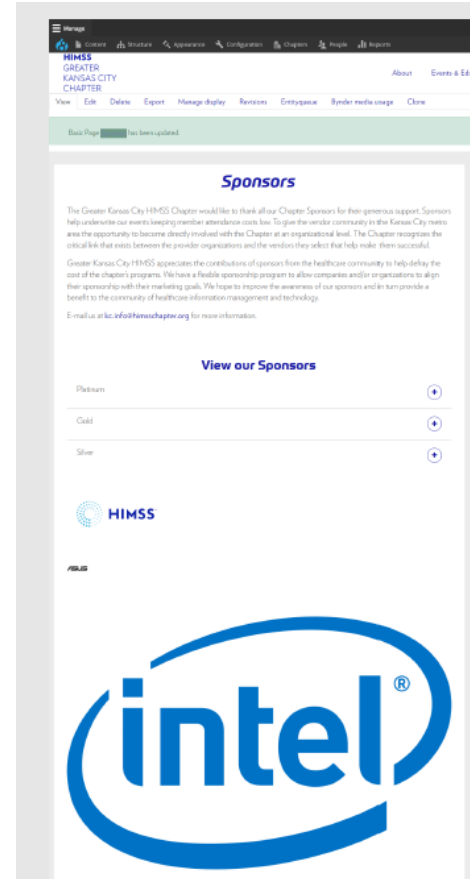 Manage
Content Structure Appearance Configuration Chapters People Reports
HIMSS
GREATER
KANSAS CITY
CHAPTER
About Events &
View Edit Delete Export Manage display Revisions Entityqueue Bynder media usage Clone
Basic Page has been updated.
Sponsors
The Greater Kansas City HIMSS Chapter would like to thank all our Chapter Sponsors for their generous support. Sponsors
help underwrite our events keeping member attendance costs low. To give the vendor community in the Kansas City metro
area the opportunity to become directly involved with the Chapter at an organizational level. The Chapter recognizes the
critical link that exists between the provider organizations and the vendors they select that help make them successful.
Greater Kansas City HIMSS appreciates the contributions of sponsors from the healthcare community to help defray the
cost of the chapter's programs. We have a flexible sponsorship program to allow companies and/or organizations to align
their sponsorship with their marketing goals. We hope to improve the awareness of our sponsors and in turn provide a
benefit to the community of healthcare information management and technology.
E-mail us at kc.info@himsschapter.org for more information.
View our Sponsors
Platinum
Gold
Silver
HIMSS
ASUS
intel®